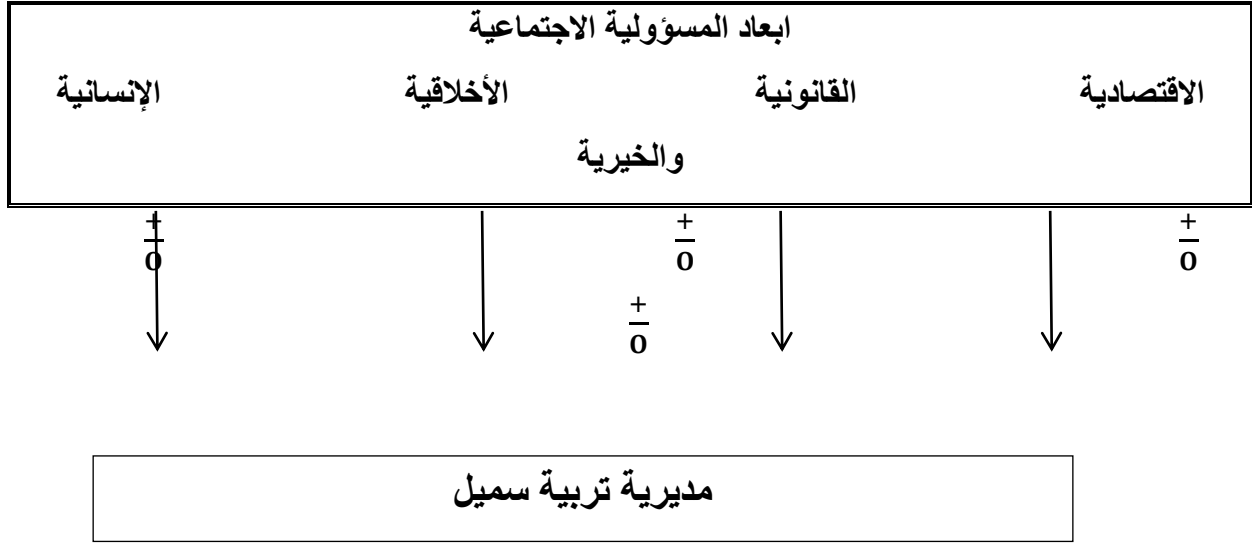 ابعاد المسؤولية الاجتماعية
الاقتصادية القانونية الأخلاقية الإنسانية
والخيرية
+ + +
0 0 0
+
0
مديرية تربية سميل